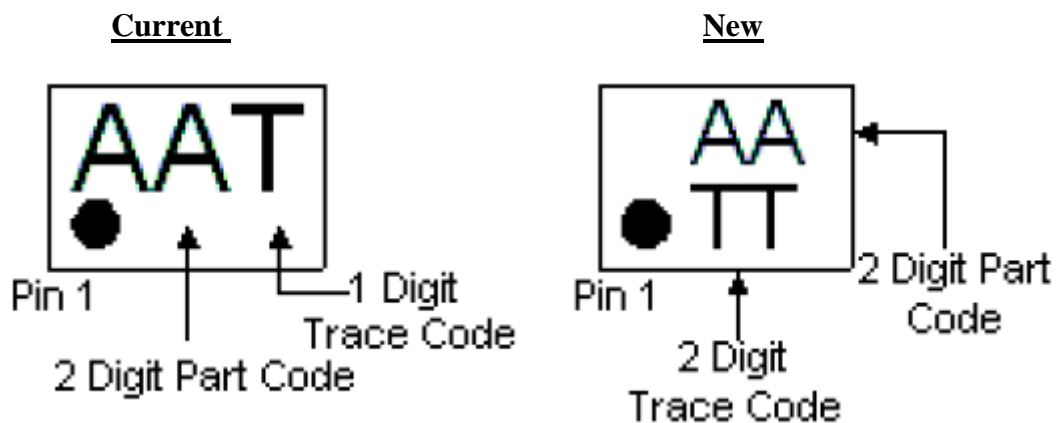 Current
AAT
Pin 1
1 Digit
Trace Code
2 Digit Part Code
New
AA
TT
Pin 1
2 Digit Part
Code
2 Digit
Trace Code